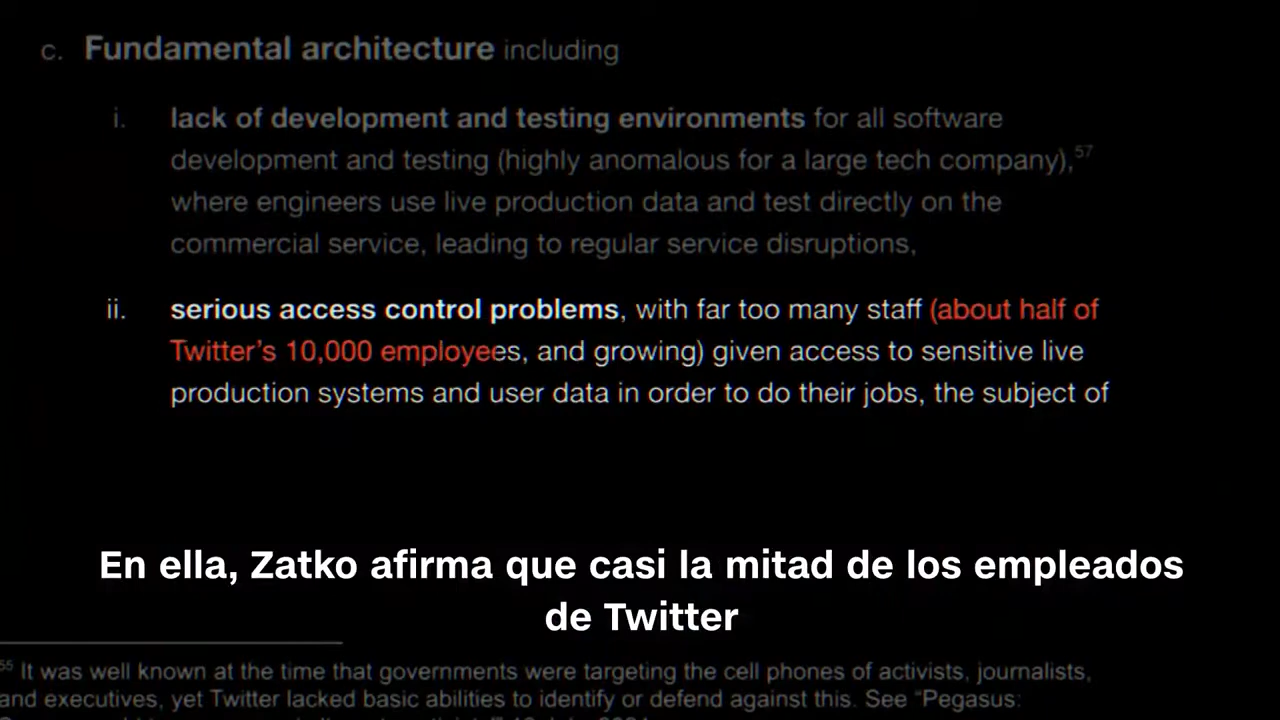 c. Fundamental architecture including
i. lack of development and testing environments for all software
development and testing (highly anomalous for a large tech company),57
where engineers use live production data and test directly on the
commercial service, leading to regular service disruptions,
ii. serious access control problems, with far too many staff (about half of
Twitter's 10,000 employees, and growing) given access to sensitive live
production systems and user data in order to do their jobs, the subject of
En ella, Zatko afirma que casi la mitad de los empleados
de Twitter
55 It was well known at the time that governments were targeting the cell phones of activists, journalists,
and executives, yet Twitter lacked basic abilities to identify or defend against this. See "Pegasus: